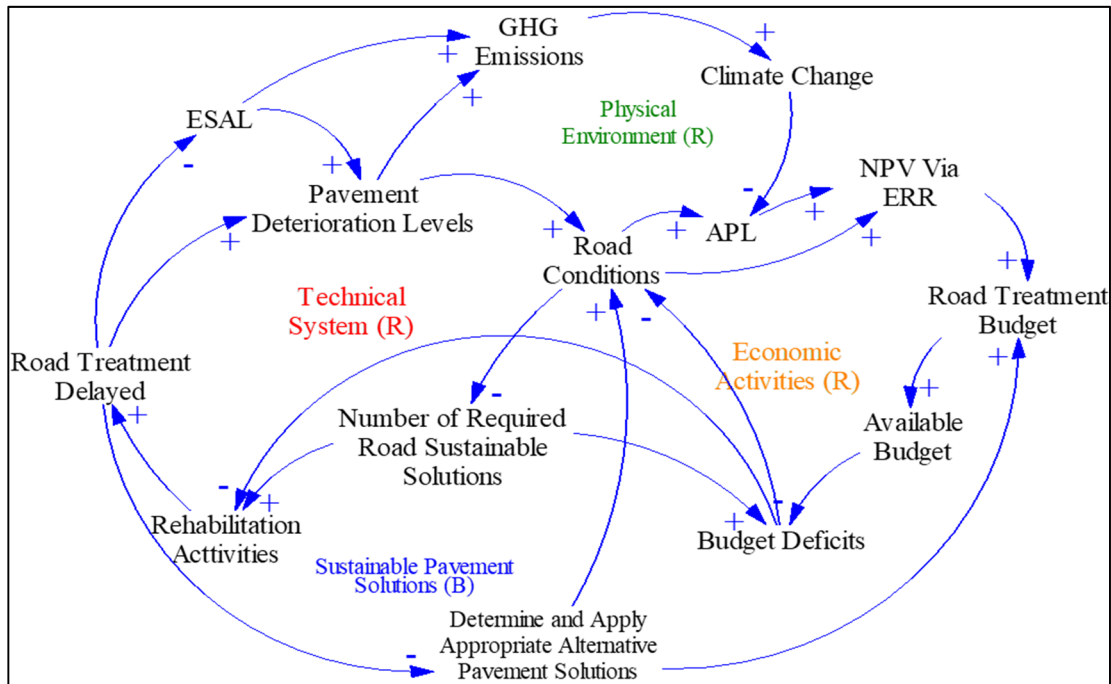 GHG
Emissions
+
+
+
Climate Change
ESAL
Physical
Environment (R)
-
+
Pavement
Deterioration Levels
+
-
NPV Via
ERR
+
+
APL
+
+
Road
Conditions
+
Road Treatment
Budget
Technical
System (R)
+
-
Economic
Activities (R)
Road Treatment
Delayed
+
+
+
-
Number of Required
Road Sustainable
Solutions
Available
Budget
-
+
+
-
Rehabilitation
Acttivities
Budget Deficits
Sustainable Pavement
Solutions (B)
Determine and Apply
Appropriate Alternative
Pavement Solutions
-